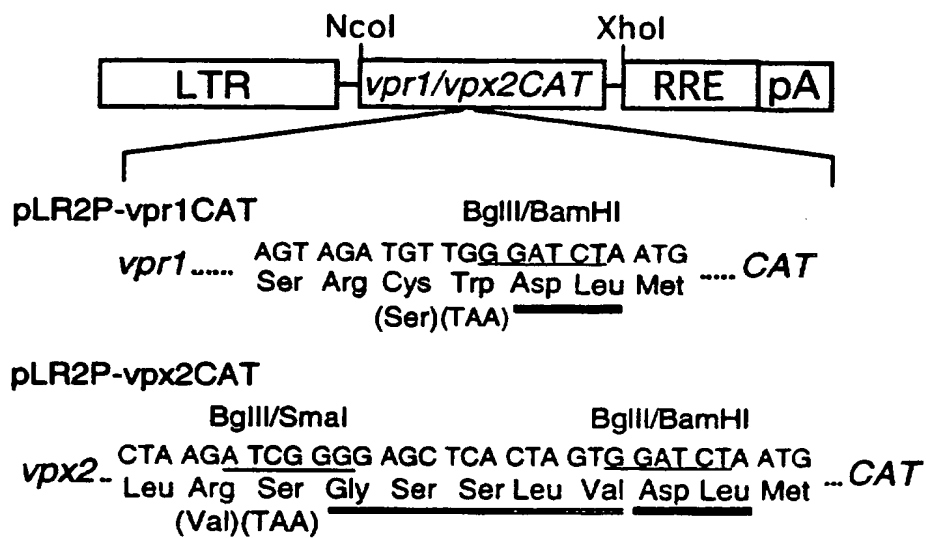 NcoI XhoI
LTR vpr1/vpx2CAT RRE pA
pLR2P-vpr1CAT
BglII/BamHI
vpr1...... AGT AGA TGT TGG GAT CTA ATG ..... CAT
Ser Arg Cys Trp Asp Leu Met
(Ser)(TAA)
pLR2P-vpx2CAT
BglII/SmaI BglII/BamHI
vpx2.. CTA AGA TCG GGG AGC TCA CTA GTG GAT CTA ATG ...CAT
Leu Arg Ser Gly Ser Ser Leu Val Asp Leu Met
(Val)(TAA)